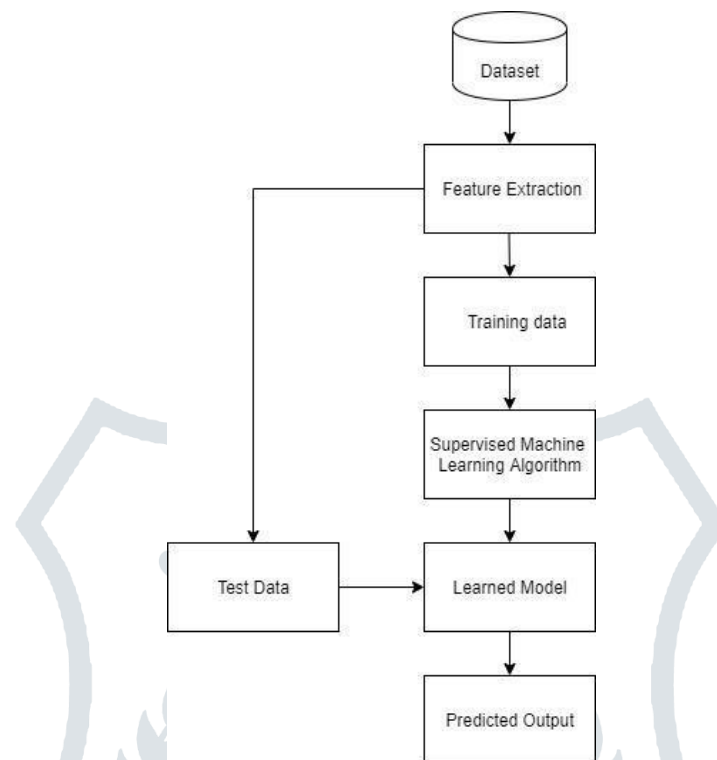 Dataset
Feature Extraction
Training data
Supervised Machine
Learning Algorithm
Test Data
Learned Model
Predicted Output